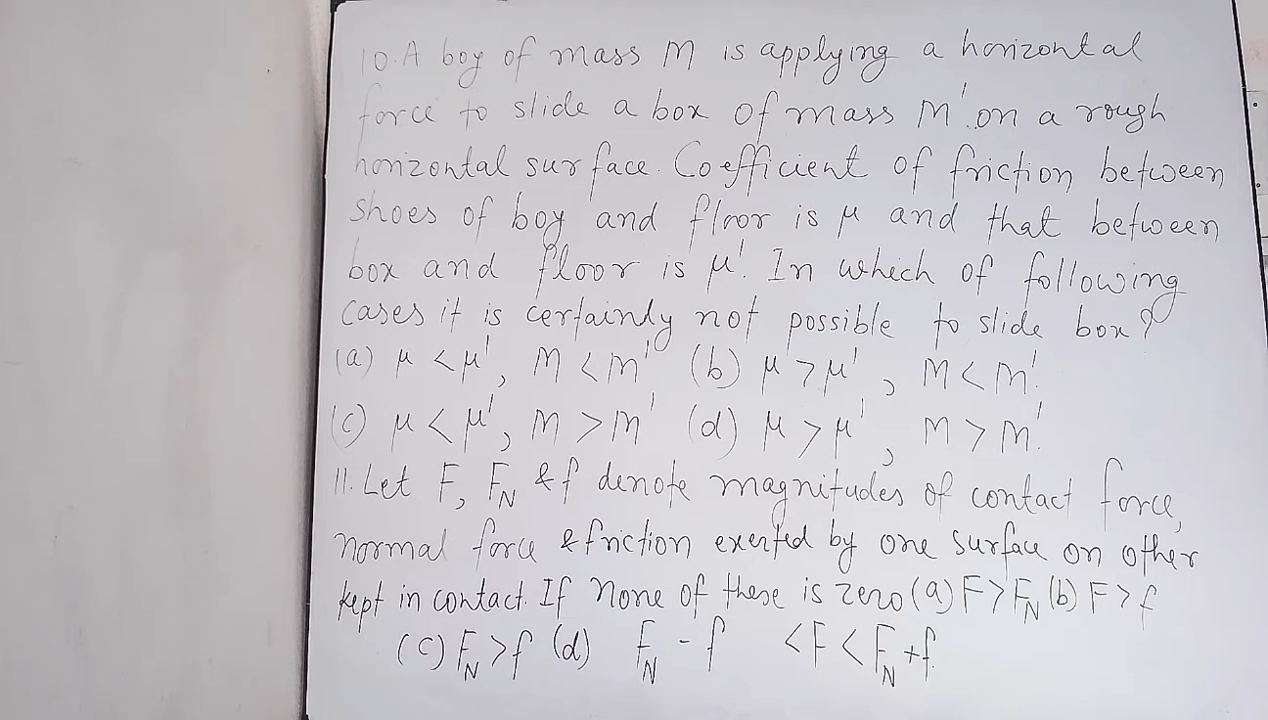 10. A boy of mass M is applying a horizontal
force to slide a box of mass M' on a rough
horizontal surface. Coefficient of friction between
shoes of boy and floor is μ and that between
box and floor is μ'. In which of following
cases it is certainly not possible to slide box?
(a) μ < μ', M < M' (b) μ > μ', M < M'.
(c) μ < μ', M > M' (d) μ > μ', M > M'.
11. Let F, F_N & f denote magnitudes of contact force,
normal force & friction exerted by one surface on other
kept in contact. If none of these is zero (a) F > F_N (b) F > f
(c) F_N > f (d) F_N - f < F < F_N + f.